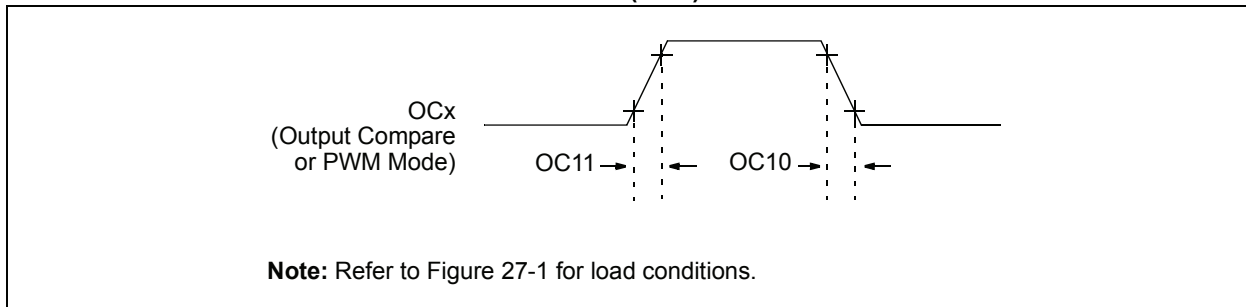 OCx
(Output Compare
or PWM Mode)
OC11
OC10
Note: Refer to Figure 27-1 for load conditions.